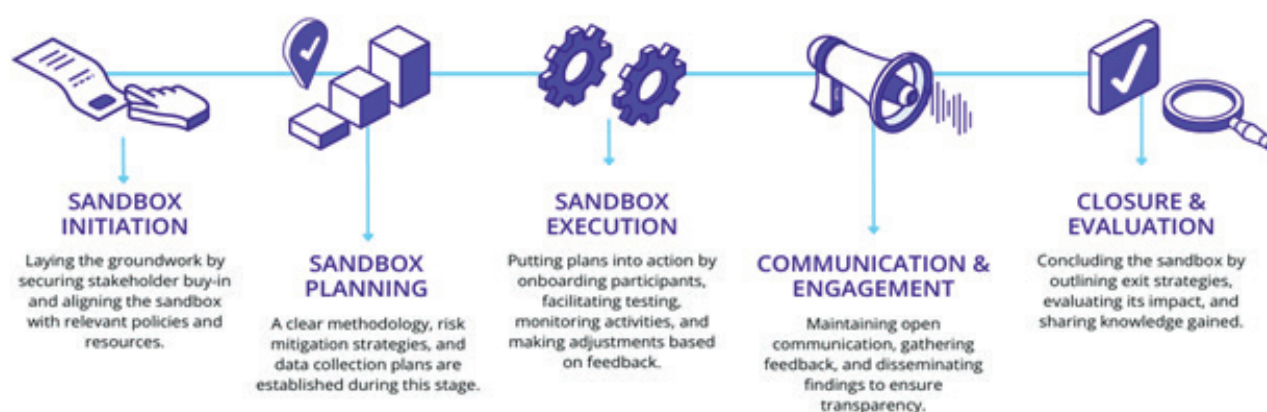 SANDBOX
INITIATION
Laying the groundwork by
securing stakeholder buy-in
and aligning the sandbox
with relevant policies and
resources.
SANDBOX
PLANNING
A clear methodology, risk
mitigation strategies, and
data collection plans are
established during this stage.
SANDBOX
EXECUTION
Putting plans into action by
onboarding participants,
facilitating testing,
monitoring activities, and
making adjustments based
on feedback.
COMMUNICATION &
ENGAGEMENT
Maintaining open
communication, gathering
feedback, and disseminating
findings to ensure
transparency.
CLOSURE &
EVALUATION
Concluding the sandbox by
outlining exit strategies,
evaluating its impact, and
sharing knowledge gained.